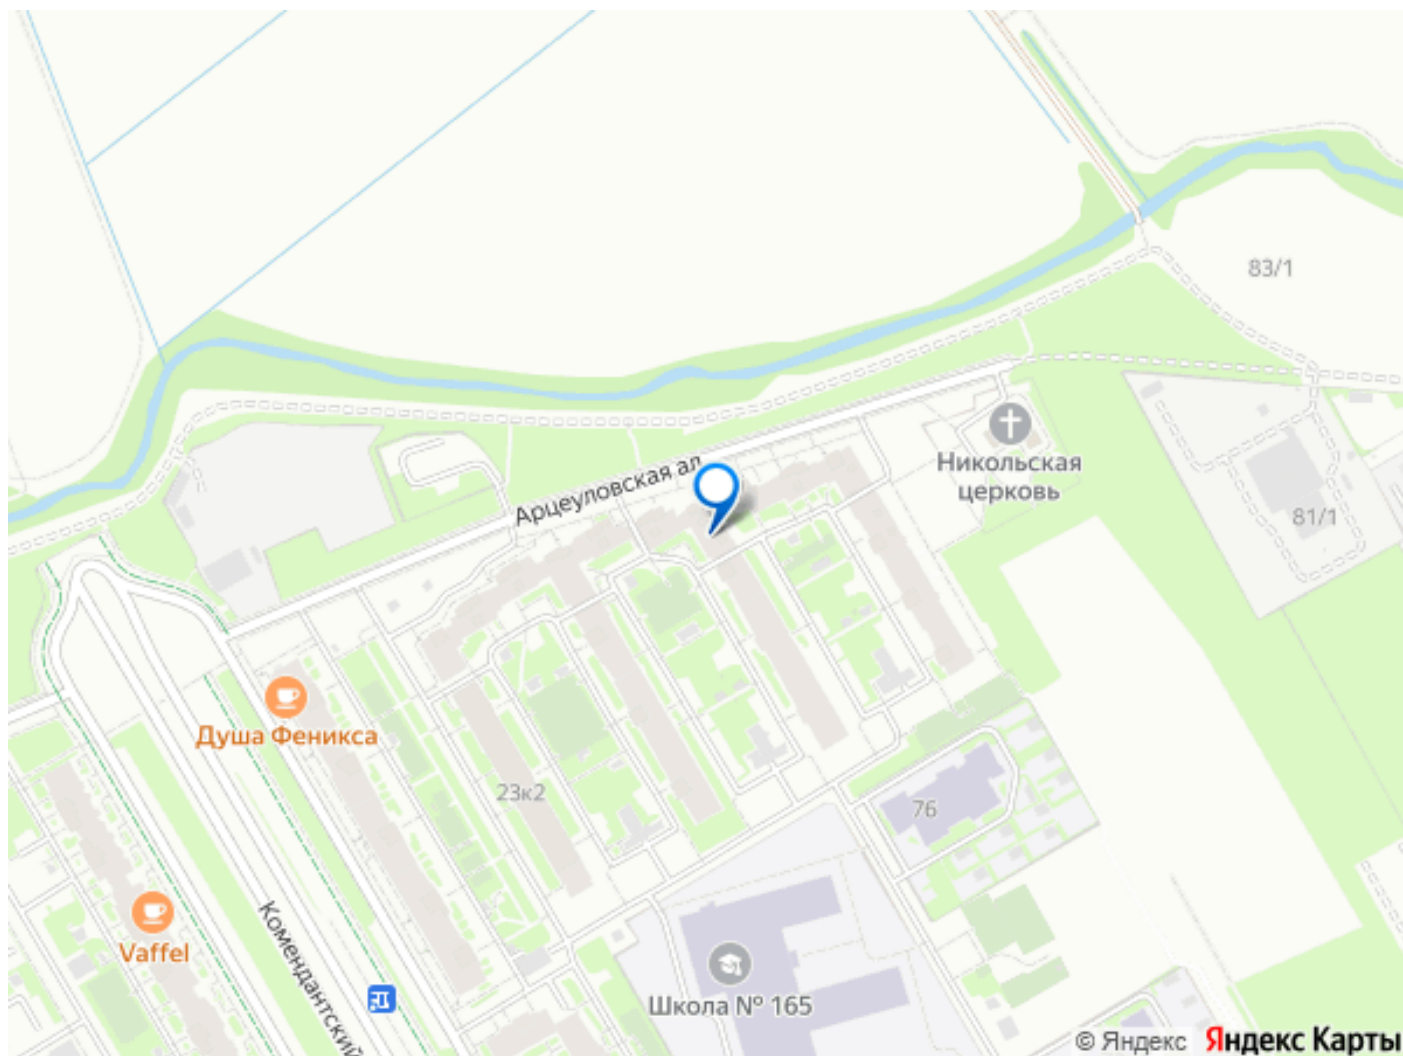 83/1
Арцеуловская ал.
Никольская
церковь
81/1
Душа Феникса
23к2
76
Vaffel
Комендантский
Школа № 165
© Яндекс Яндекс Карты